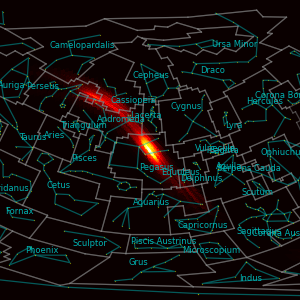 Ursa Minor
Camelopardalis
Draco
Cepheus
Auriga Perseus
Corona Bor
Hercules
Cassiopeia
Cygnus
Lacerta
Andromeda
Triangulum
Lyra
Taurus
Aries
Vulpecula
Sagitta
Ophiuchus
Pisces
Pegasus
Aquila
Serpens Cauda
Equuleus
Delphinus
Cetus
Eridanus
Scutum
Aquarius
Fornax
Capricornus
Sagittarius
Corona Aus
Sculptor
Piscis Austrinus
Phoenix
Microscopium
Grus
Indus